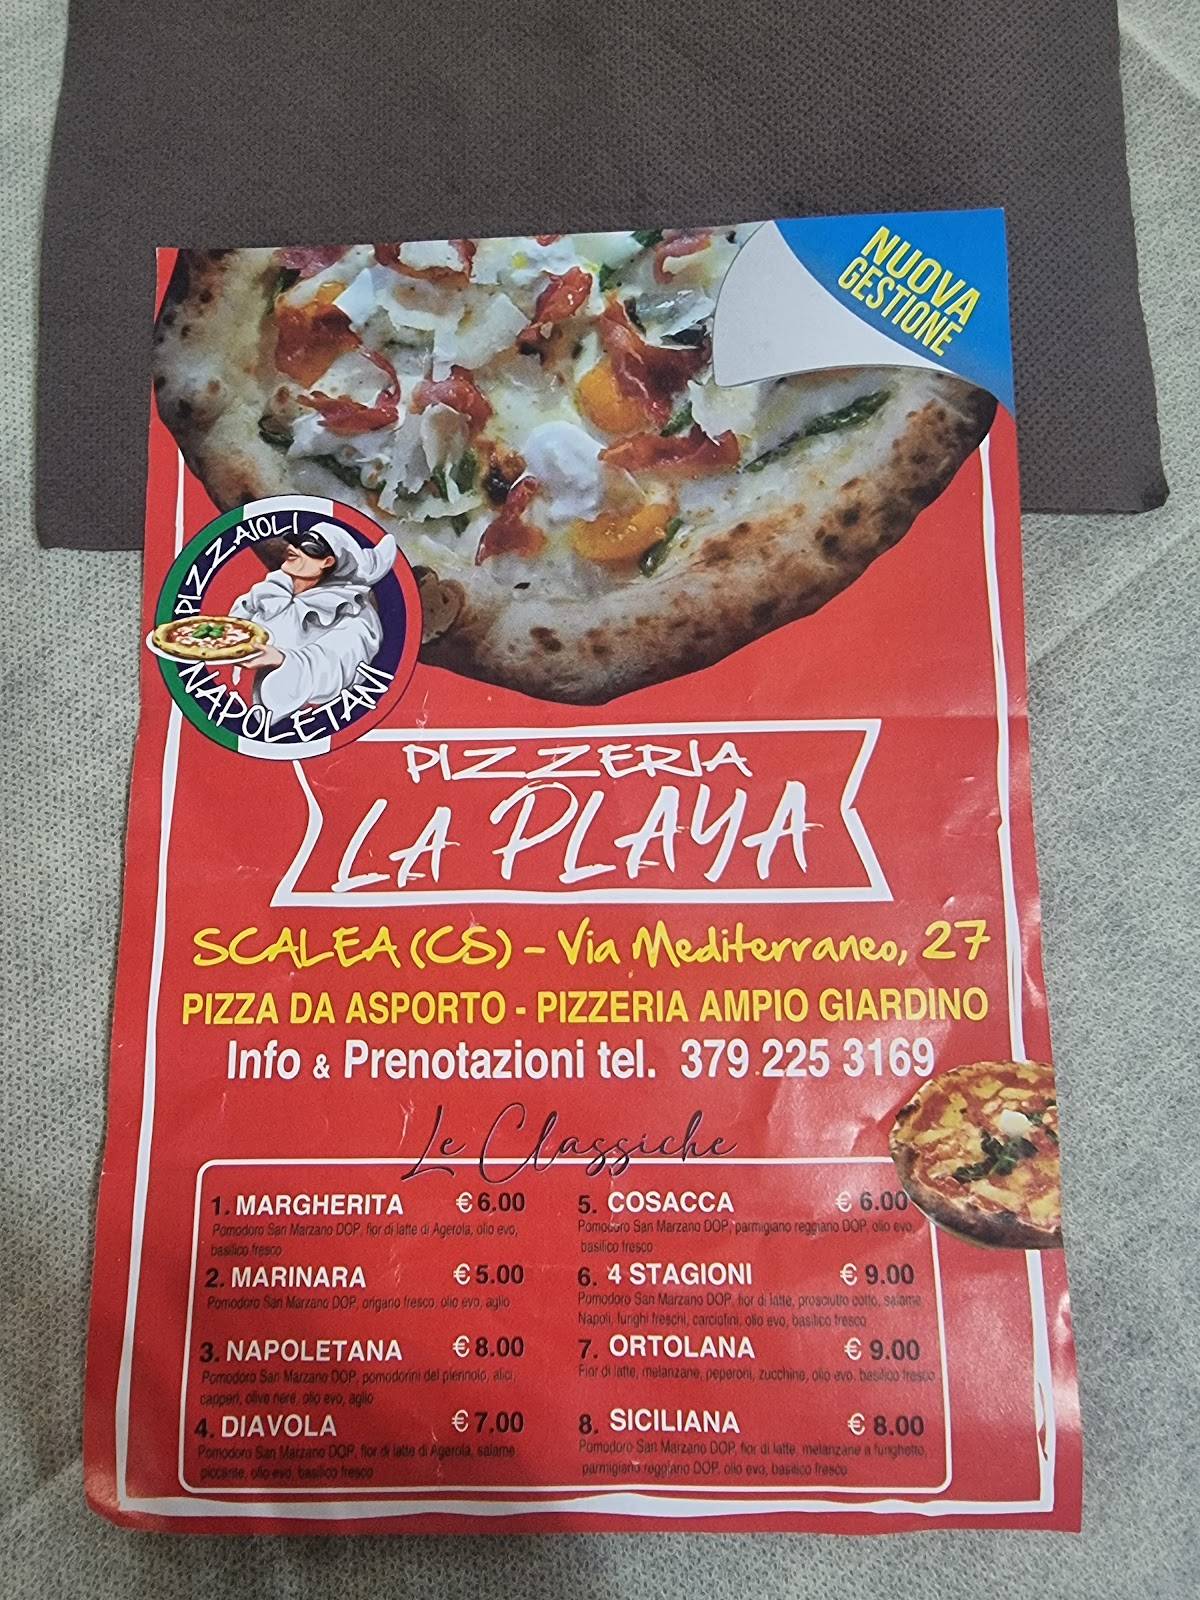 NUOVA
GESTIONE
PIZZAIOLI
NAPOLETANI
PIZZERIA
LA PLAYA
SCALEA (CS) - Via Mediterraneo, 27
PIZZA DA ASPORTO - PIZZERIA AMPIO GIARDINO
Info & Prenotazioni tel. 379 225 3169
Le Classiche
1. MARGHERITA € 6.00
Pomodoro San Marzano DOP, fior di latte di Agerola, olio evo,
basilico fresco
2. MARINARA € 5.00
Pomodoro San Marzano DOP, origano fresco, olio evo, aglio
3. NAPOLETANA € 8.00
Pomodoro San Marzano DOP, pomodorini del piennolo, alici,
capperi, olive nere, olio evo, aglio
4. DIAVOLA € 7.00
Pomodoro San Marzano DOP, fior di latte di Agerola, salame
piccante, olio evo, basilico fresco
5. COSACCA € 6.00
Pomodoro San Marzano DOP, parmigiano reggiano DOP, olio evo,
basilico fresco
6. 4 STAGIONI € 9.00
Pomodoro San Marzano DOP, fior di latte, prosciutto cotto, salame
Napoli, funghi freschi, carciofini, olio evo, basilico fresco
7. ORTOLANA € 9.00
Fior di latte, melanzane, peperoni, zucchine, olio evo, basilico fresco
8. SICILIANA € 8.00
Pomodoro San Marzano DOP, fior di latte, melanzane a funghetto,
parmigiano reggiano DOP, olio evo, basilico fresco